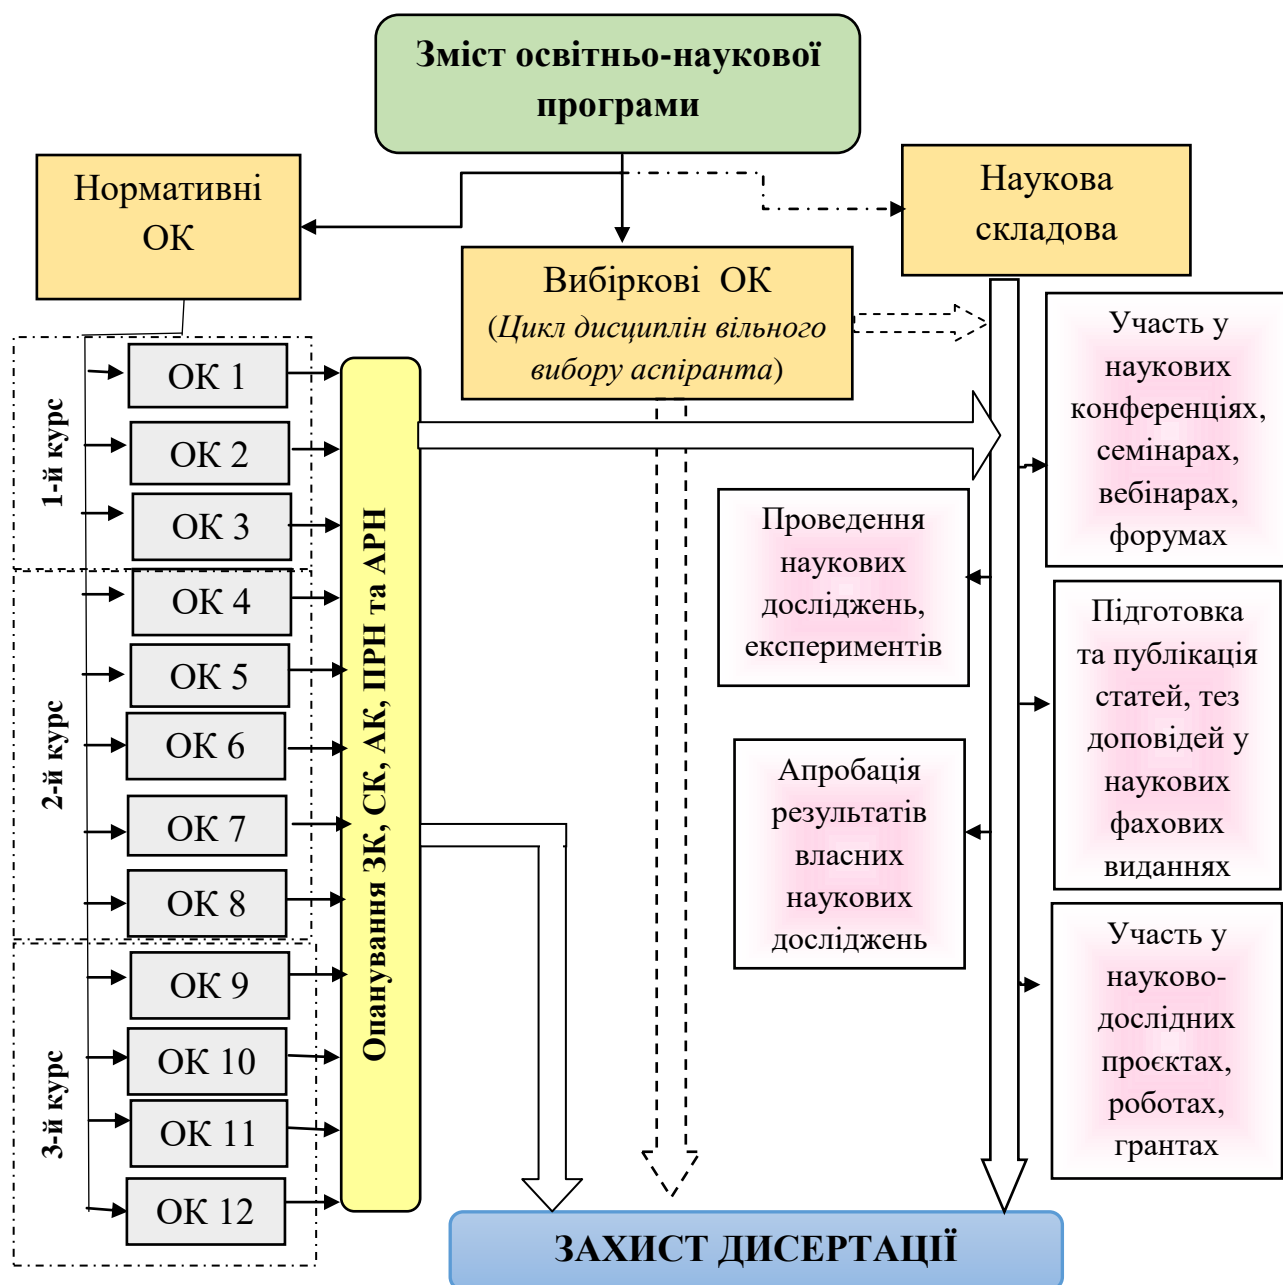 Зміст освітньо-наукової
програми
Нормативні
ОК
Наукова
складова
Вибіркові ОК
(Цикл дисциплін вільного
вибору аспіранта)
1-й курс
ОК 1
ОК 2
ОК 3
2-й курс
ОК 4
ОК 5
ОК 6
ОК 7
ОК 8
3-й курс
ОК 9
ОК 10
ОК 11
ОК 12
Опанування ЗК, СК, АК, ПРН та АРН
Проведення
наукових
досліджень,
експериментів
Апробація
результатів
власних
наукових
досліджень
Участь у
наукових
конференціях,
семінарах,
вебінарах,
форумах
Підготовка
та публікація
статей, тез
доповідей у
наукових
фахових
виданнях
Участь у
науково-
дослідних
проєктах,
роботах,
грантах
ЗАХИСТ ДИСЕРТАЦІЇ